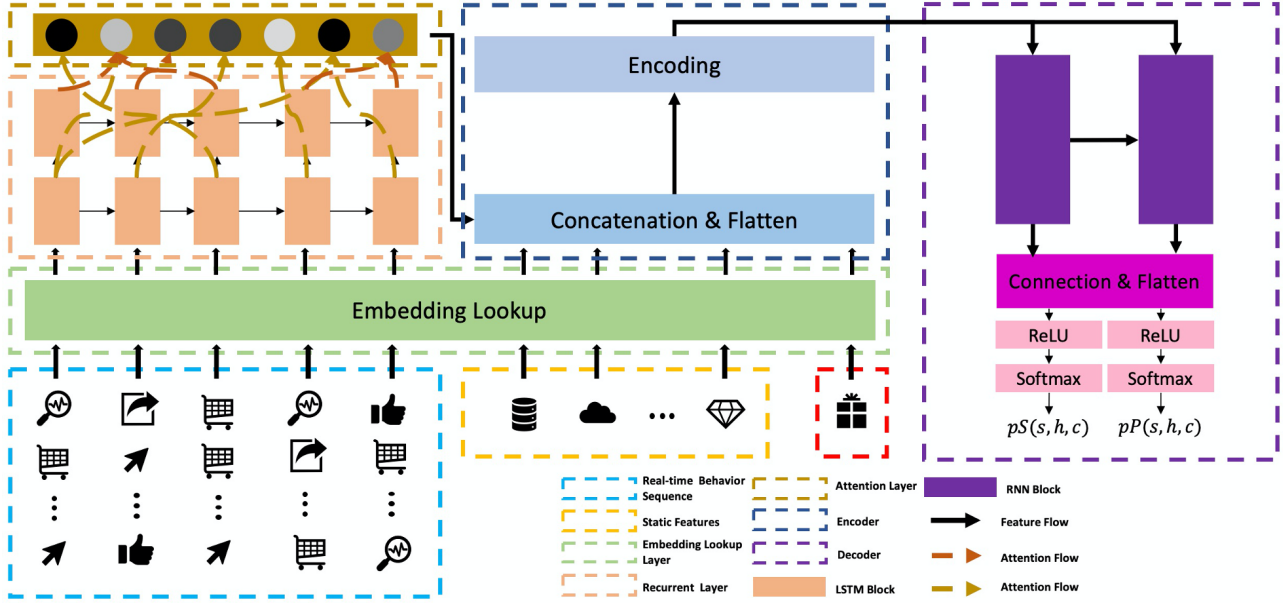 Encoding
Concatenation & Flatten
Embedding Lookup
...
Connection & Flatten
ReLU
ReLU
Softmax
Softmax
pS(s, h, c)
pP(s, h, c)
Real-time Behavior
Sequence
Static Features
Embedding Lookup
Layer
Recurrent Layer
Attention Layer
Encoder
Decoder
LSTM Block
RNN Block
Feature Flow
Attention Flow
Attention Flow